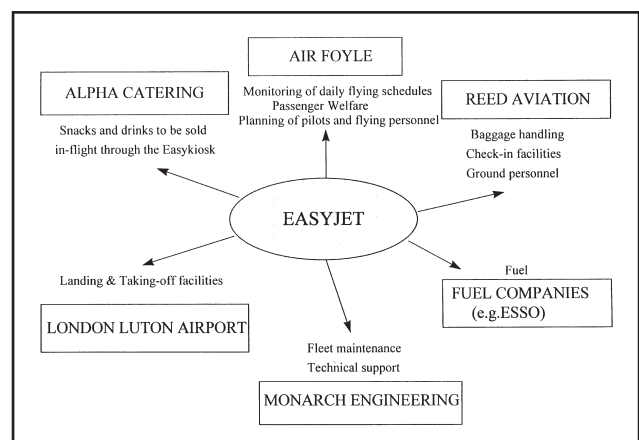 AIR FOYLE
Monitoring of daily flying schedules
Passenger Welfare
Planning of pilots and flying personnel
ALPHA CATERING
Snacks and drinks to be sold
in-flight through the Easykiosk
REED AVIATION
Baggage handling
Check-in facilities
Ground personnel
EASYJET
Landing & Taking-off facilities
LONDON LUTON AIRPORT
Fuel
FUEL COMPANIES
(e.g.ESSO)
Fleet maintenance
Technical support
MONARCH ENGINEERING